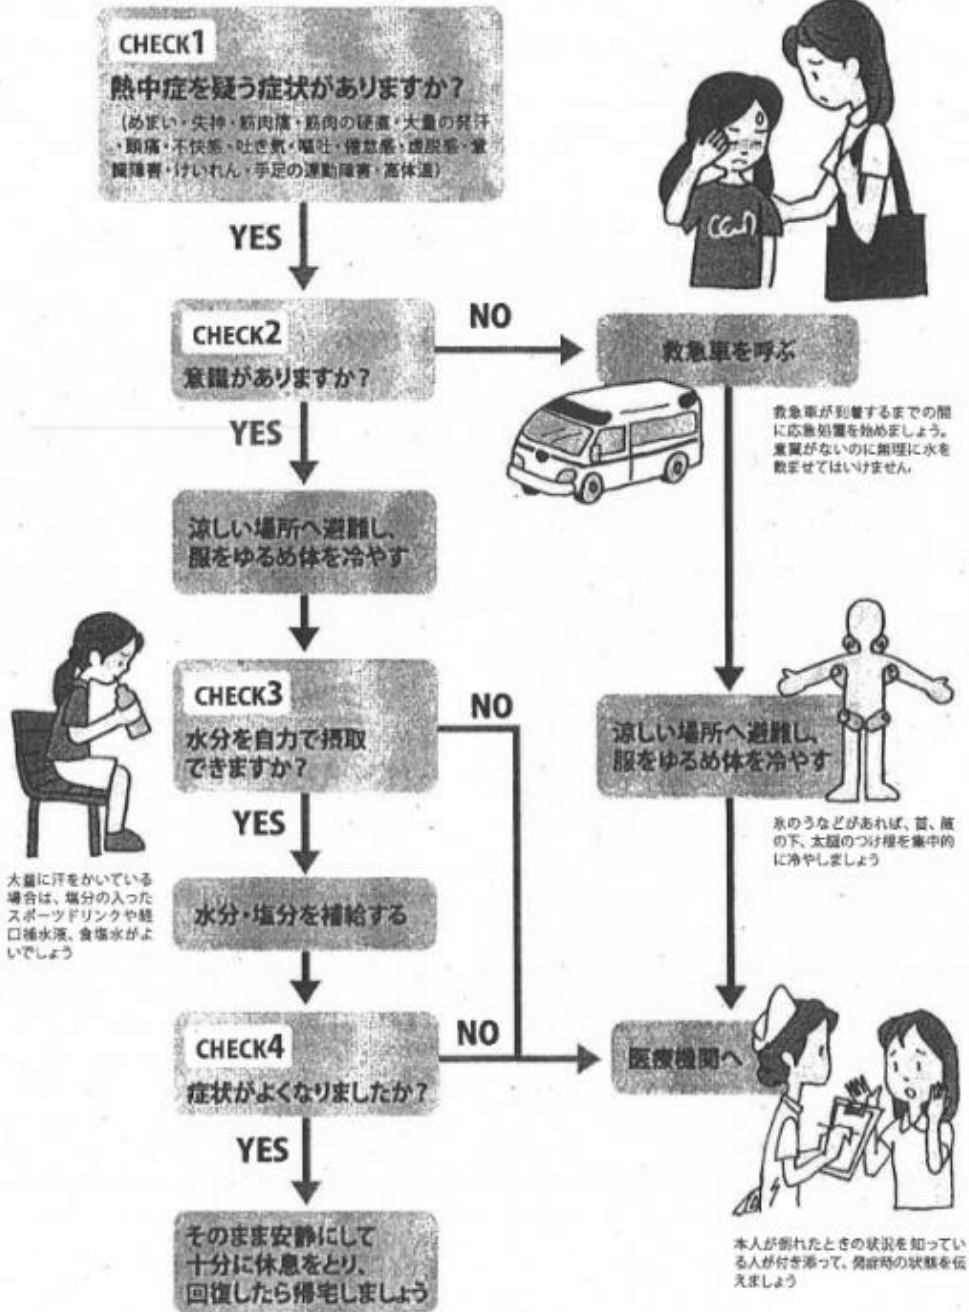 CHECK1
熱中症を疑う症状がありますか？
(めまい・失神・筋肉痛・筋肉の硬直・大量の発汗
・頭痛・不快感・吐き気・嘔吐・倦怠感・虚脱感・意
識障害・けいれん・手足の運動障害・高体温)
YES
CHECK2
意識がありますか？
NO
救急車を呼ぶ
救急車が到着するまでの間
に応急処置を始めましょう。
意識がないのに無理に水を
飲ませてはいけません
YES
涼しい場所へ避難し、
服をゆるめ体を冷やす
CHECK3
水分を自力で摂取
できますか？
NO
涼しい場所へ避難し、
服をゆるめ体を冷やす
氷のうなどがあれば、首、腋
の下、太腿のつけ根を集中的
に冷やしましょう
YES
大量に汗をかいている
場合は、塩分の入った
スポーツドリンクや経
口補水液、食塩水がよ
いでしょう
水分・塩分を補給する
CHECK4
症状がよくなりましたか？
NO
医療機関へ
YES
そのまま安静にして
十分に休息をとり、
回復したら帰宅しましょう
本人が倒れたときの状況を知ってい
る人が付き添って、発症時の状態を伝
えましょう